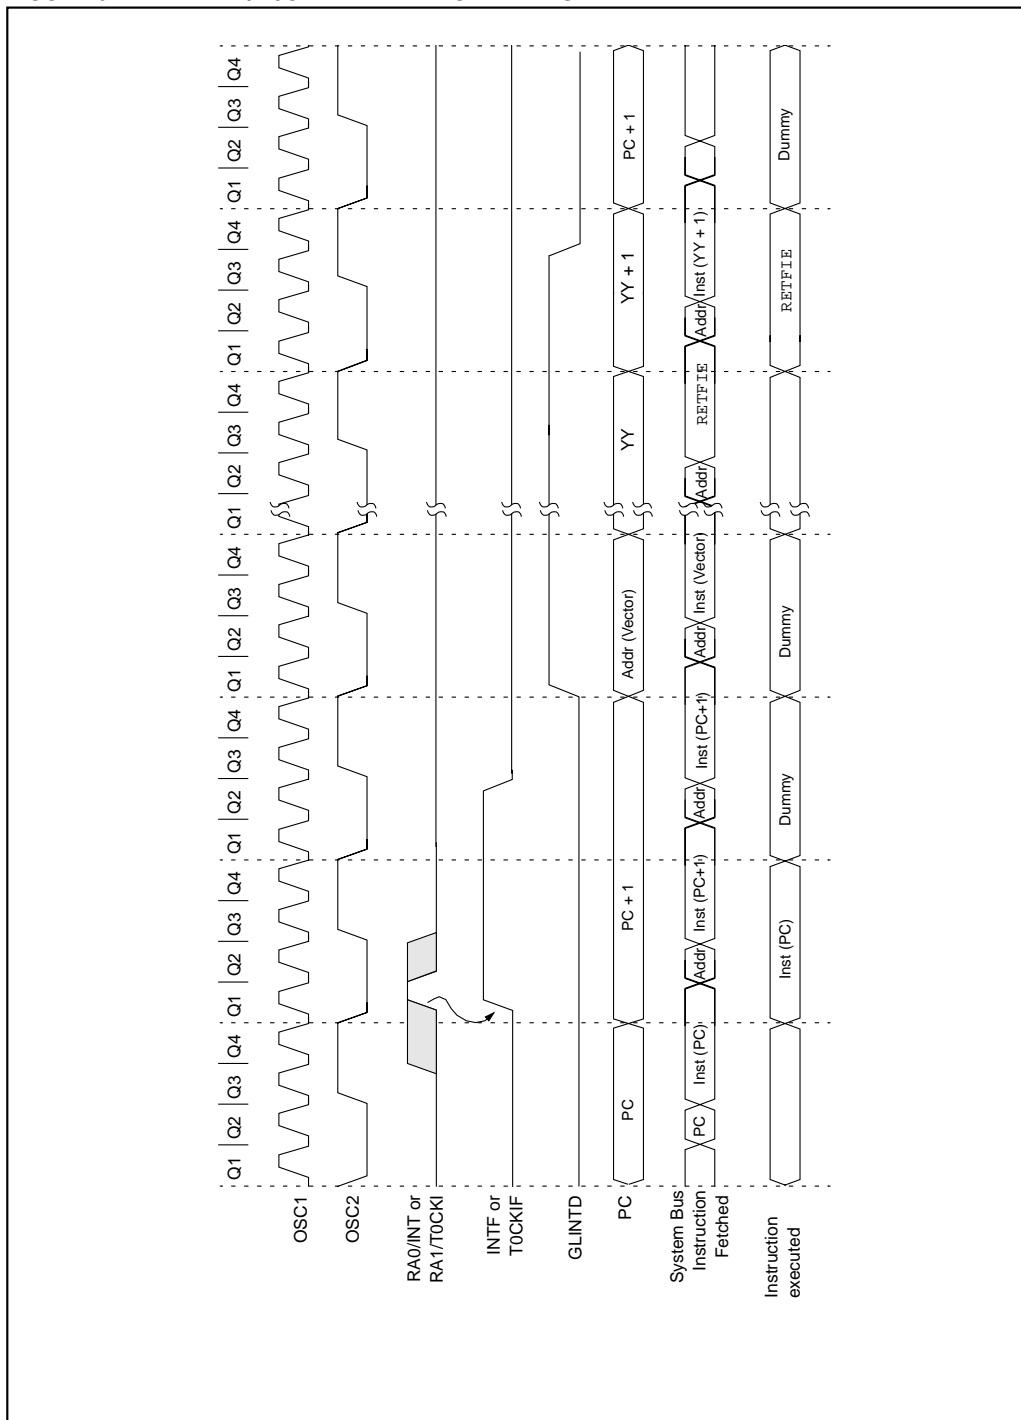 Q1 Q2 Q3 Q4 Q1 Q2 Q3 Q4 Q1 Q2 Q3 Q4 Q1 Q2 Q3 Q4 Q1 Q2 Q3 Q4 Q1 Q2 Q3 Q4 Q1 Q2 Q3 Q4
OSC1
OSC2
RA0/INT or
RA1/T0CKI
INTF or
T0CKIF
GLINTD
PC PC PC + 1 Addr (Vector) YY YY + 1 PC + 1
System Bus
Instruction PC Inst (PC) Addr Inst (PC+1) Addr Inst (PC+1) Addr Inst (Vector) Addr RETFIE Addr Inst (YY + 1)
Fetched
Instruction Inst (PC) Dummy Dummy RETFIE Dummy
executed